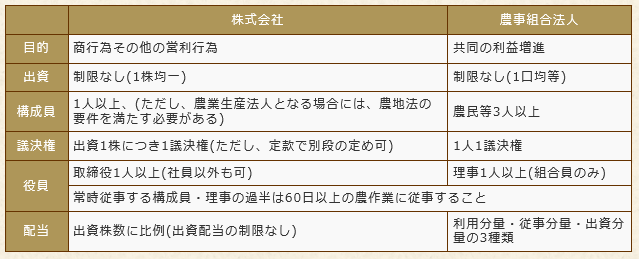 株式会社 農事組合法人
目的 商行為その他の営利行為 共同の利益増進
出資 制限なし(1株均一) 制限なし(1口均等)
構成員 1人以上、(ただし、農業生産法人となる場合には、農地法の
要件を満たす必要がある) 農民等3人以上
議決権 出資1株につき1議決権(ただし、定款で別段の定め可) 1人1議決権
役員 取締役1人以上(社員以外も可) 理事1人以上(組合員のみ)
常時従事する構成員・理事の過半は60日以上の農作業に従事すること
配当 出資株数に比例(出資配当の制限なし) 利用分量・従事分量・出資分
量の3種類